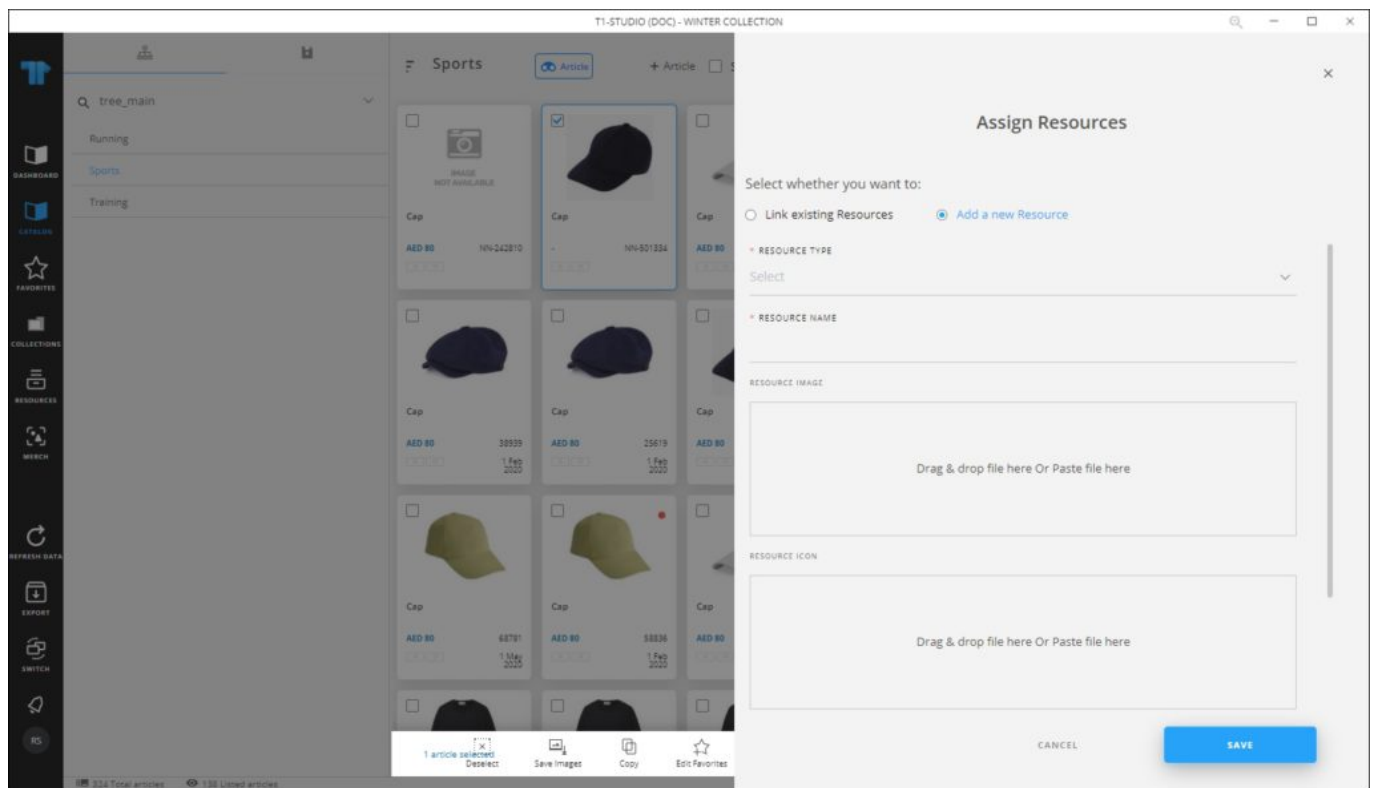 T1-STUDIO (DOC) - WINTER COLLECTION
DASHBOARD
CATALOG
FAVORITES
COLLECTIONS
RESOURCES
MERCH
REFRESH DATA
EXPORT
SWITCH
RS
tree_main
Running
Sports
Training
324 Total articles
138 Listed articles
Sports
Article
+ Article
IMAGE
NOT AVAILABLE
Cap
AED 80 NN-242810
Cap
- NN-501334
Cap
AED 80
Cap
AED 80 38939
1 Feb
2020
Cap
AED 80 25619
1 Feb
2020
Cap
AED 80
Cap
AED 80 68781
1 May
2020
Cap
AED 80 58836
1 Feb
2020
Cap
AED 80
1 article selected
Deselect
Save Images
Copy
Edit Favorites
Assign Resources
Select whether you want to:
Link existing Resources
Add a new Resource
* RESOURCE TYPE
Select
* RESOURCE NAME
RESOURCE IMAGE
Drag & drop file here Or Paste file here
RESOURCE ICON
Drag & drop file here Or Paste file here
CANCEL
SAVE